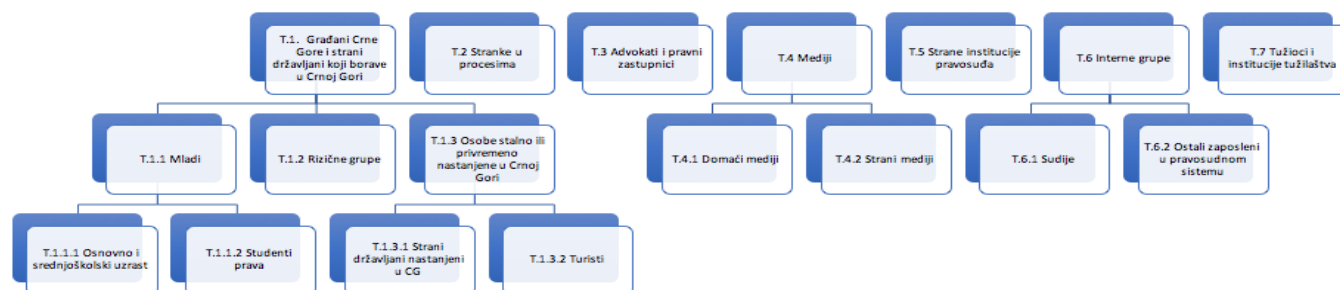 T.1. Građani Crne
Gore i strani
državljani koji borave
u Crnoj Gori
T.2 Stranke u
procesima
T.3 Advokati i pravni
zastupnici
T.4 Mediji
T.5 Strane institucije
pravosuđa
T.6 Interne grupe
T.7 Tužioci i
institucije tužilaštva
T.1.1 Mladi
T.1.2 Rizične grupe
T.1.3 Osobe stalno ili
privremeno
nastanjene u Crnoj
Gori
T.4.1 Domaći mediji
T.4.2 Strani mediji
T.6.1 Sudije
T.6.2 Ostali zaposleni
u pravosudnom
sistemu
T.1.1.1 Osnovno i
srednjoškolski uzrast
T.1.1.2 Studenti
prava
T.1.3.1 Strani
državljani nastanjeni
u CG
T.1.3.2 Turisti